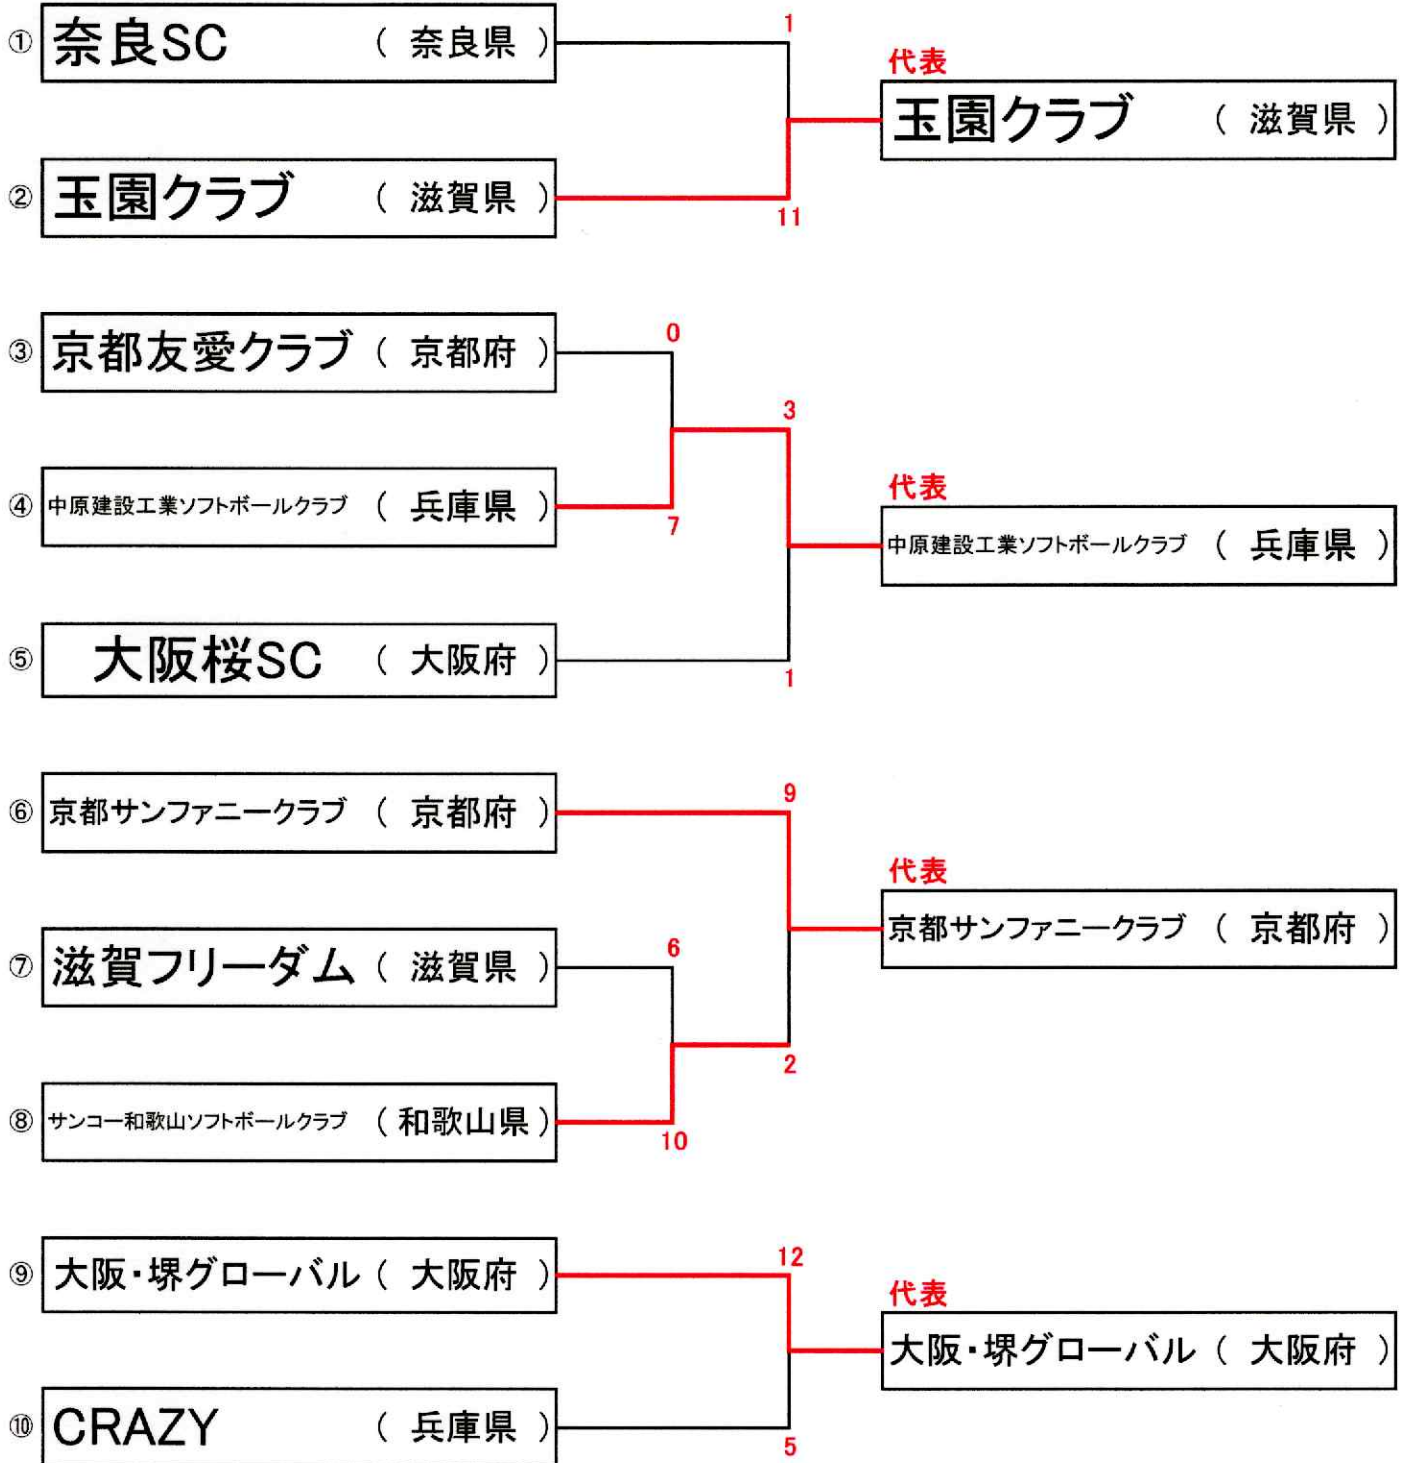 ① 奈良SC ( 奈良県 )
1
代表
玉園クラブ ( 滋賀県 )
② 玉園クラブ ( 滋賀県 )
11
③ 京都友愛クラブ ( 京都府 )
0
3
④ 中原建設工業ソフトボールクラブ ( 兵庫県 )
7
代表
中原建設工業ソフトボールクラブ ( 兵庫県 )
⑤ 大阪桜SC ( 大阪府 )
1
⑥ 京都サンファニークラブ ( 京都府 )
9
代表
京都サンファニークラブ ( 京都府 )
⑦ 滋賀フリーダム ( 滋賀県 )
6
2
⑧ サンコー和歌山ソフトボールクラブ ( 和歌山県 )
10
⑨ 大阪・堺グローバル ( 大阪府 )
12
代表
大阪・堺グローバル ( 大阪府 )
⑩ CRAZY ( 兵庫県 )
5